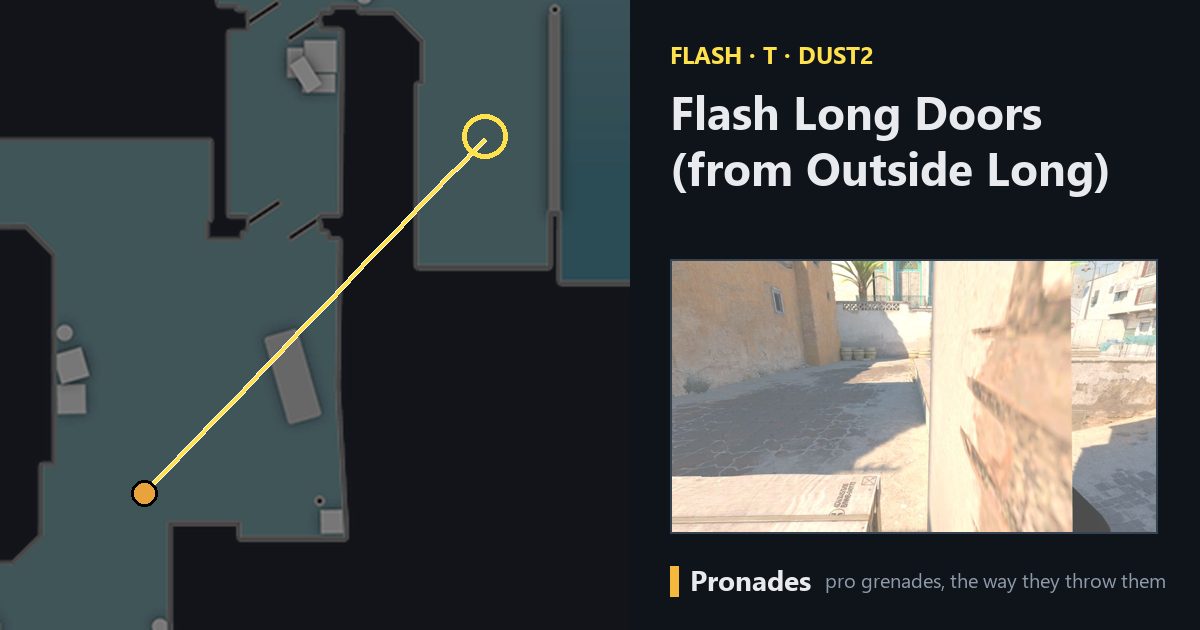 FLASH · T · DUST2
Flash Long Doors
(from Outside Long)
Pronades pro grenades, the way they throw them